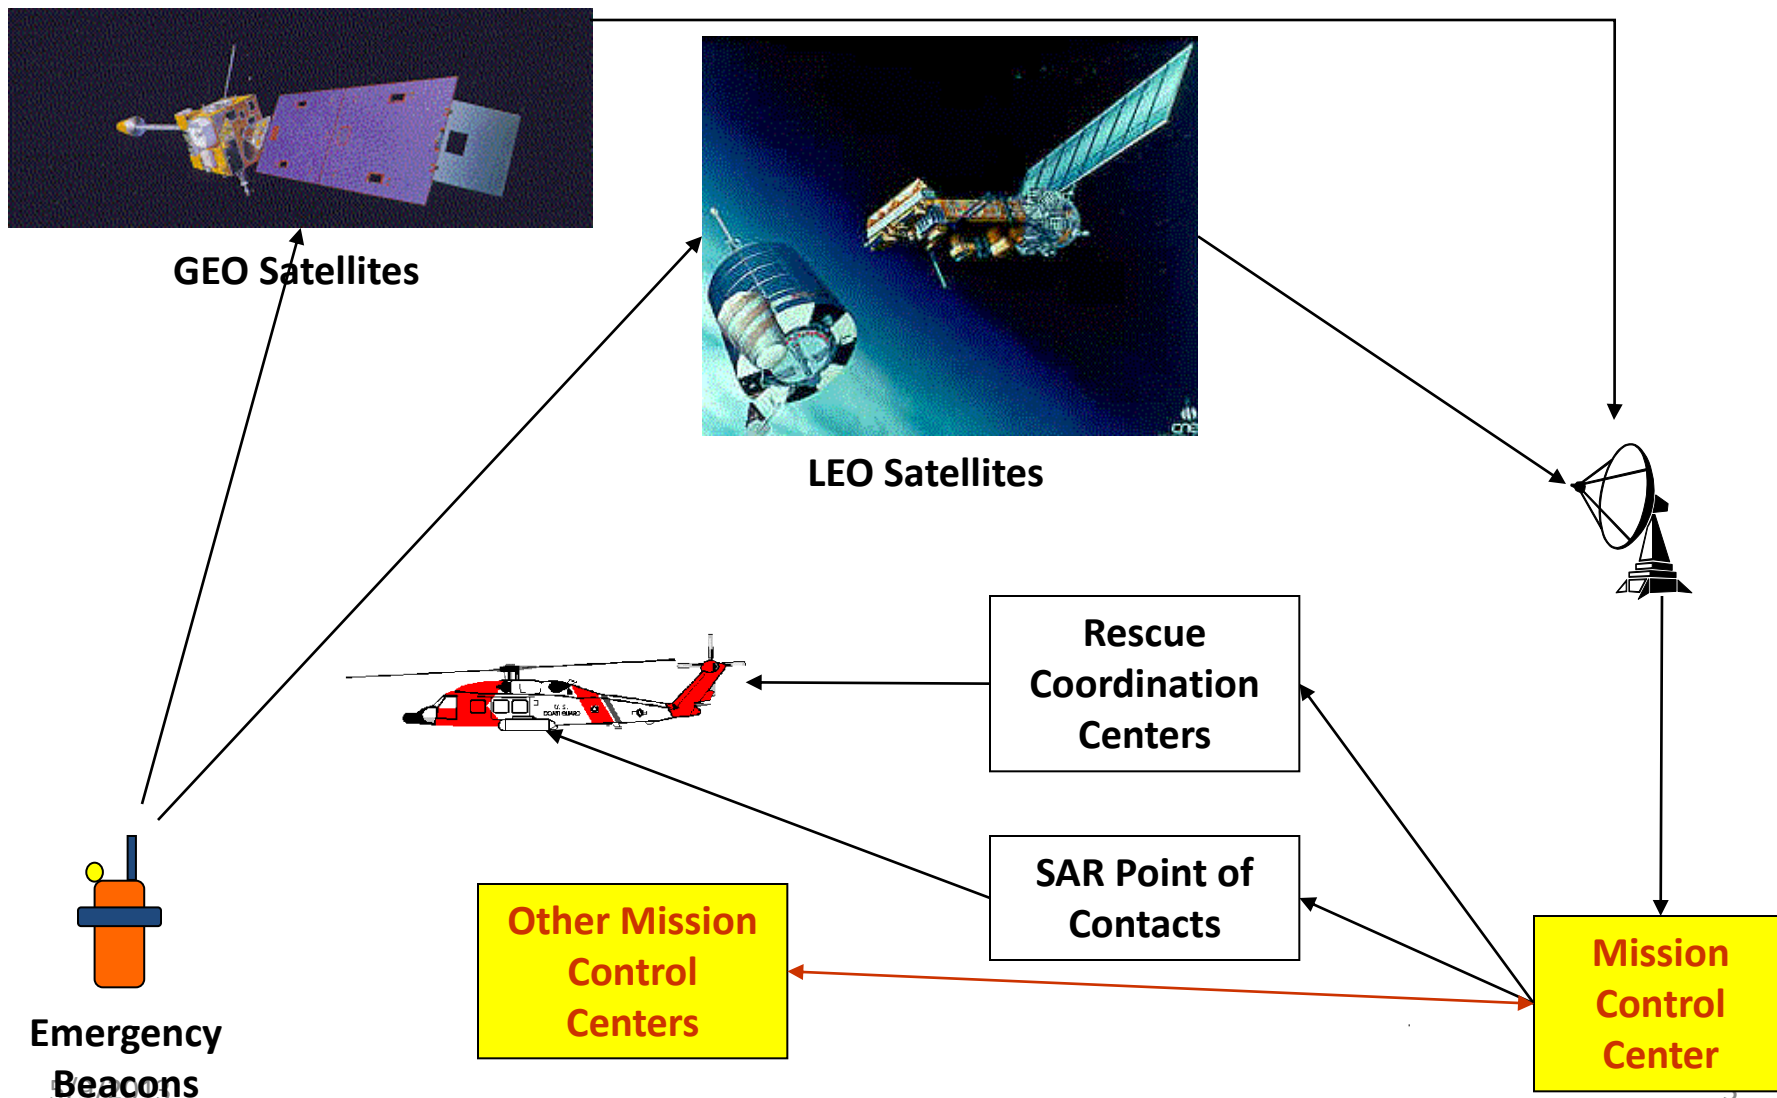 GEO Satellites
LEO Satellites
Rescue
Coordination
Centers
U.S.
SAR Point of
Contacts
Other Mission
Control
Centers
Mission
Control
Center
Emergency
Beacons